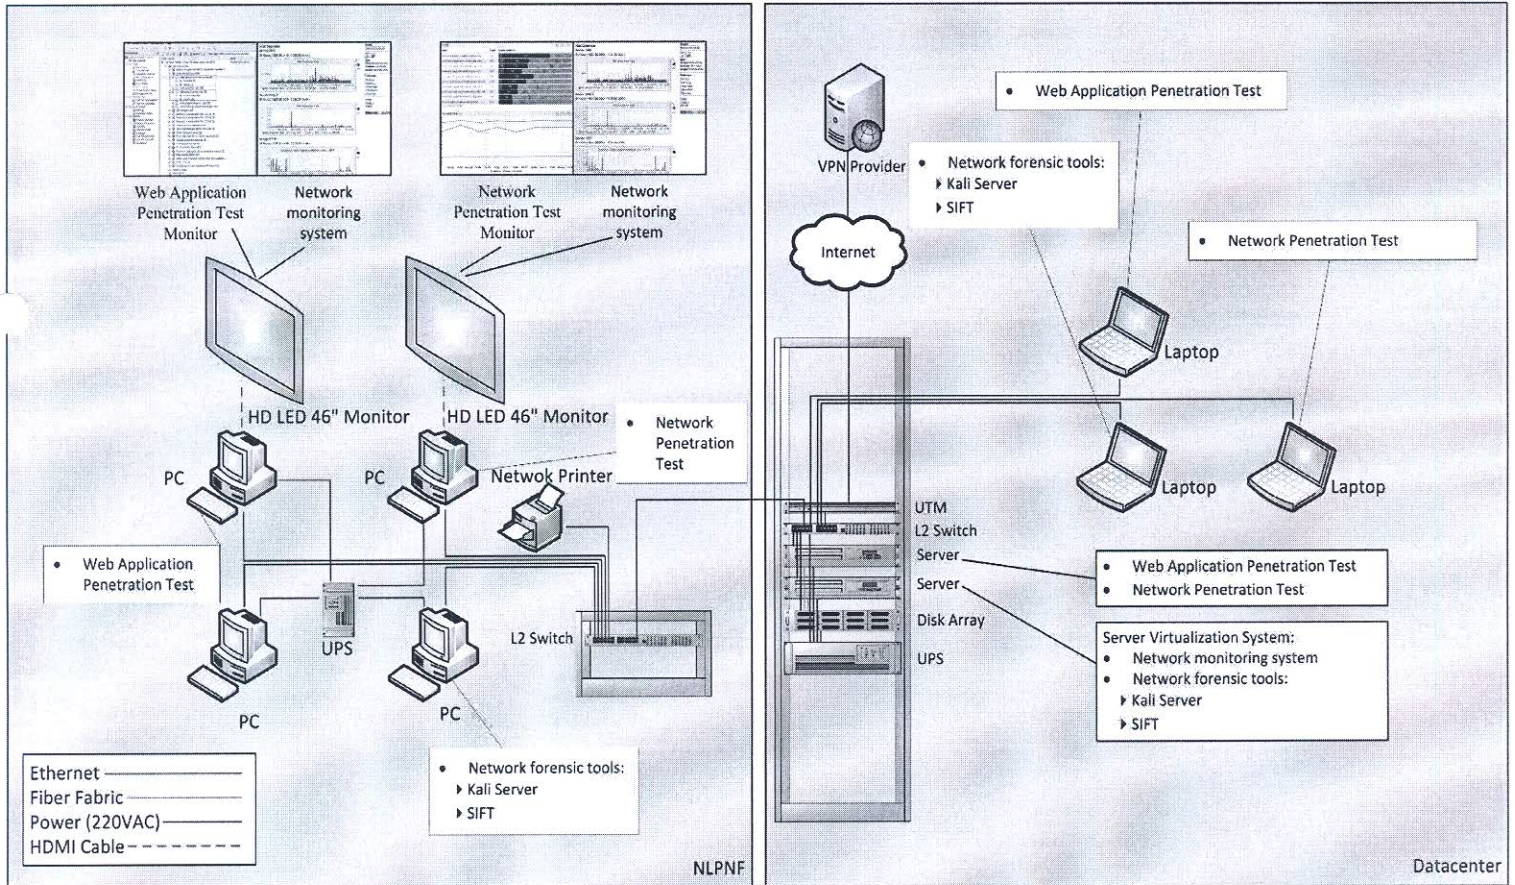 Web Application
Penetration Test
Monitor
Network
monitoring
system
Network
Penetration Test
Monitor
Network
monitoring
system
HD LED 46" Monitor
HD LED 46" Monitor
PC
PC
Netwok Printer
• Network
Penetration
Test
• Web Application
Penetration Test
UPS
L2 Switch
PC
PC
• Network forensic tools:
Kali Server
SIFT
Ethernet
Fiber Fabric
Power (220VAC)
HDMI Cable
NLPNF
VPN Provider
Internet
• Web Application Penetration Test
• Network forensic tools:
Kali Server
SIFT
• Network Penetration Test
Laptop
Laptop
Laptop
UTM
L2 Switch
Server
Server
Disk Array
UPS
• Web Application Penetration Test
• Network Penetration Test
Server Virtualization System:
• Network monitoring system
• Network forensic tools:
Kali Server
SIFT
Datacenter